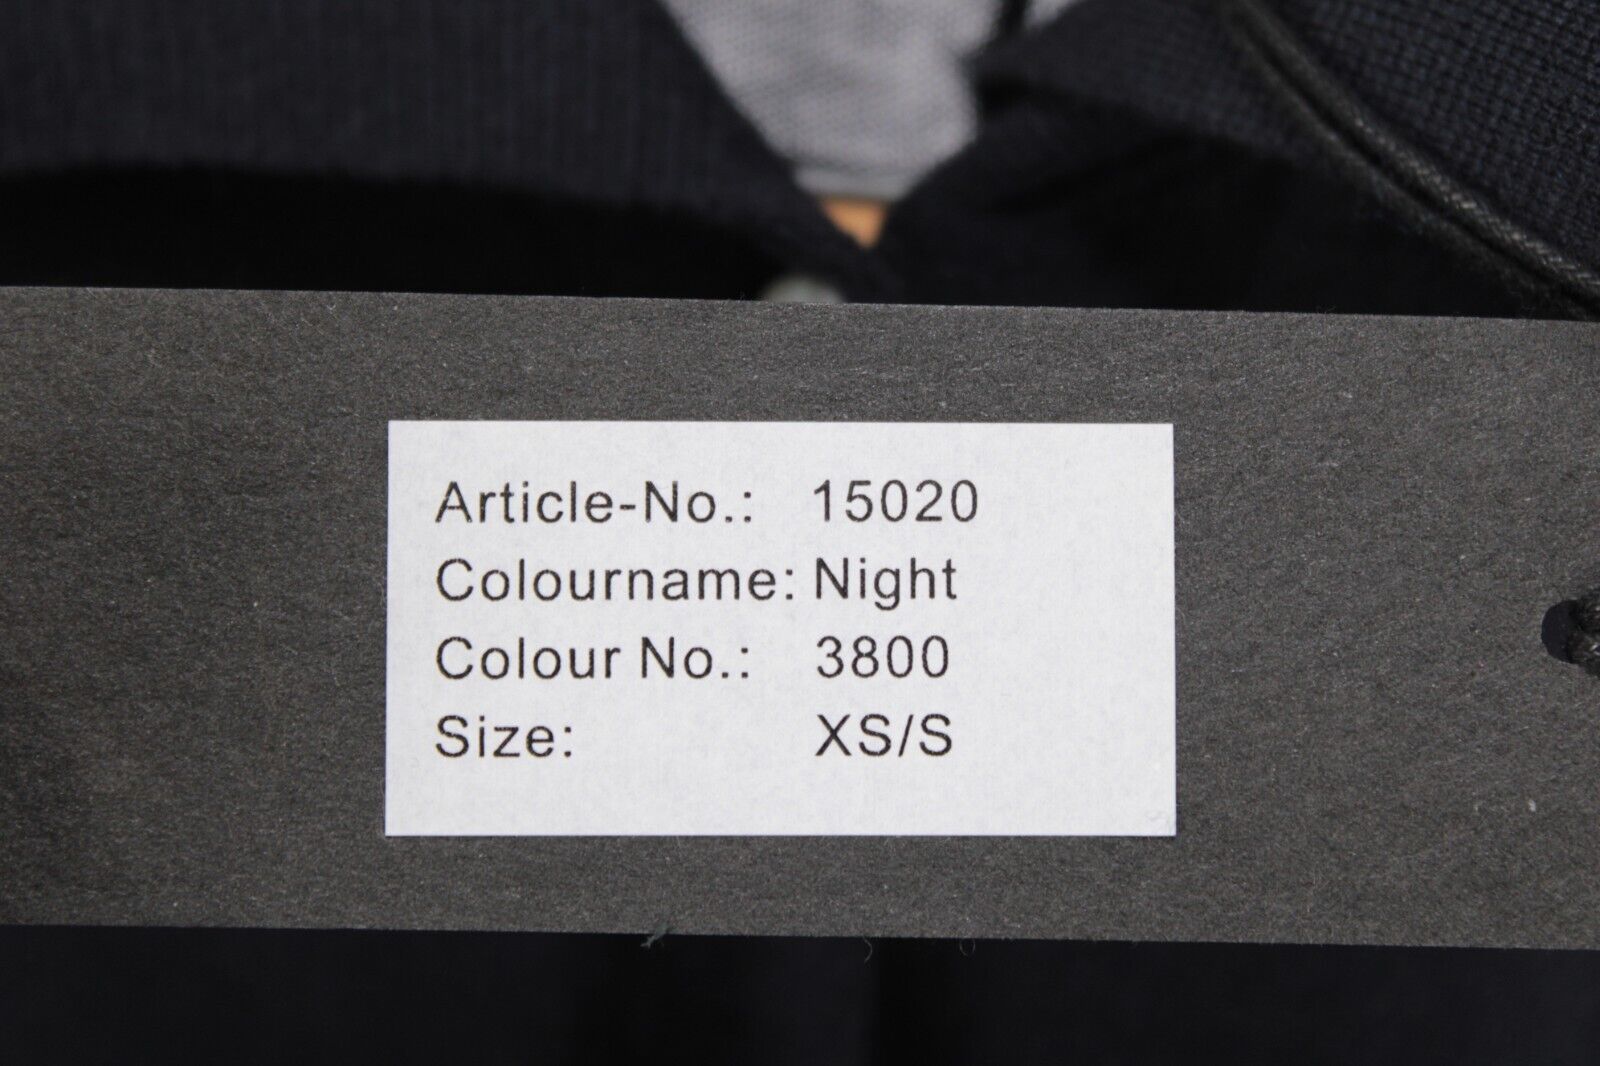 Article-No.: 15020
Colourname: Night
Colour No.: 3800
Size: XS/S